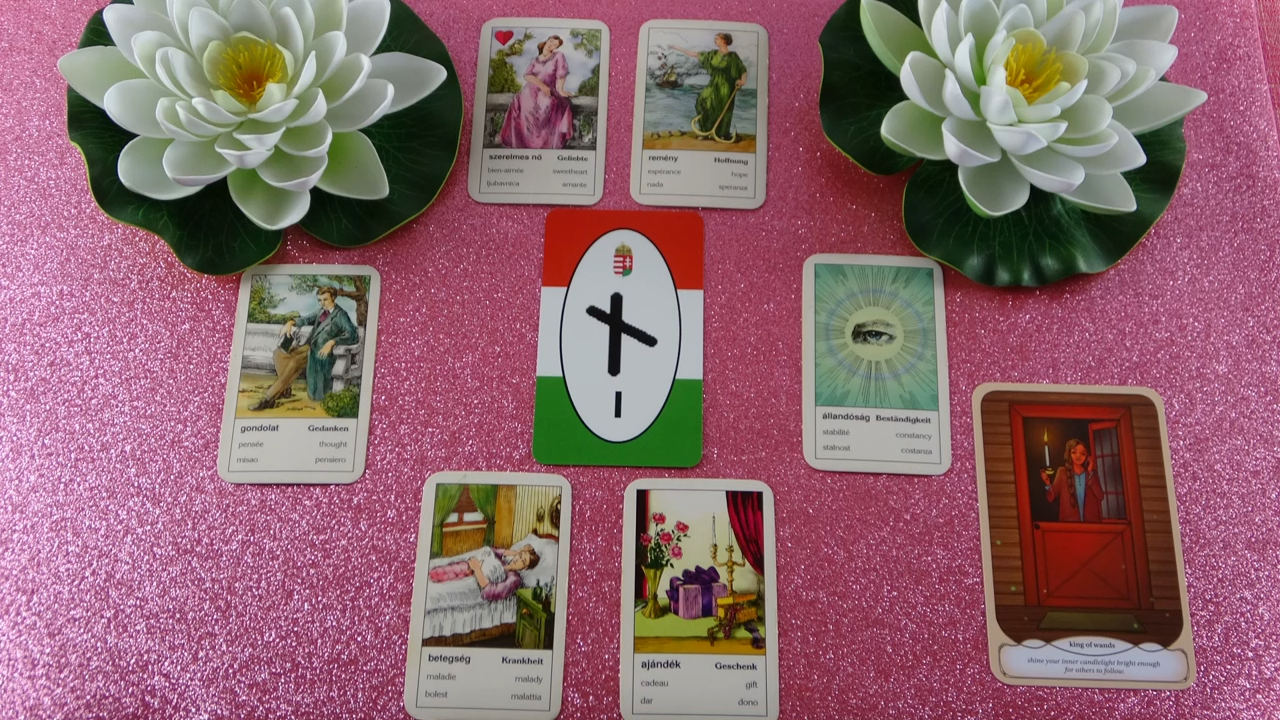 szerelmes nő Geliebte
bien-aimée sweetheart
ljubavnica amante
remény Hoffnung
espérance hope
nada speranza
gondolat Gedanken
pensée thought
misao pensiero
állandóság Beständigkeit
stabilité constancy
stalnost costanza
betegség Krankheit
maladie malady
bolest malattia
ajándék Geschenk
cadeau gift
dar dono
king of wands
shine your inner candlelight bright enough
for others to follow.